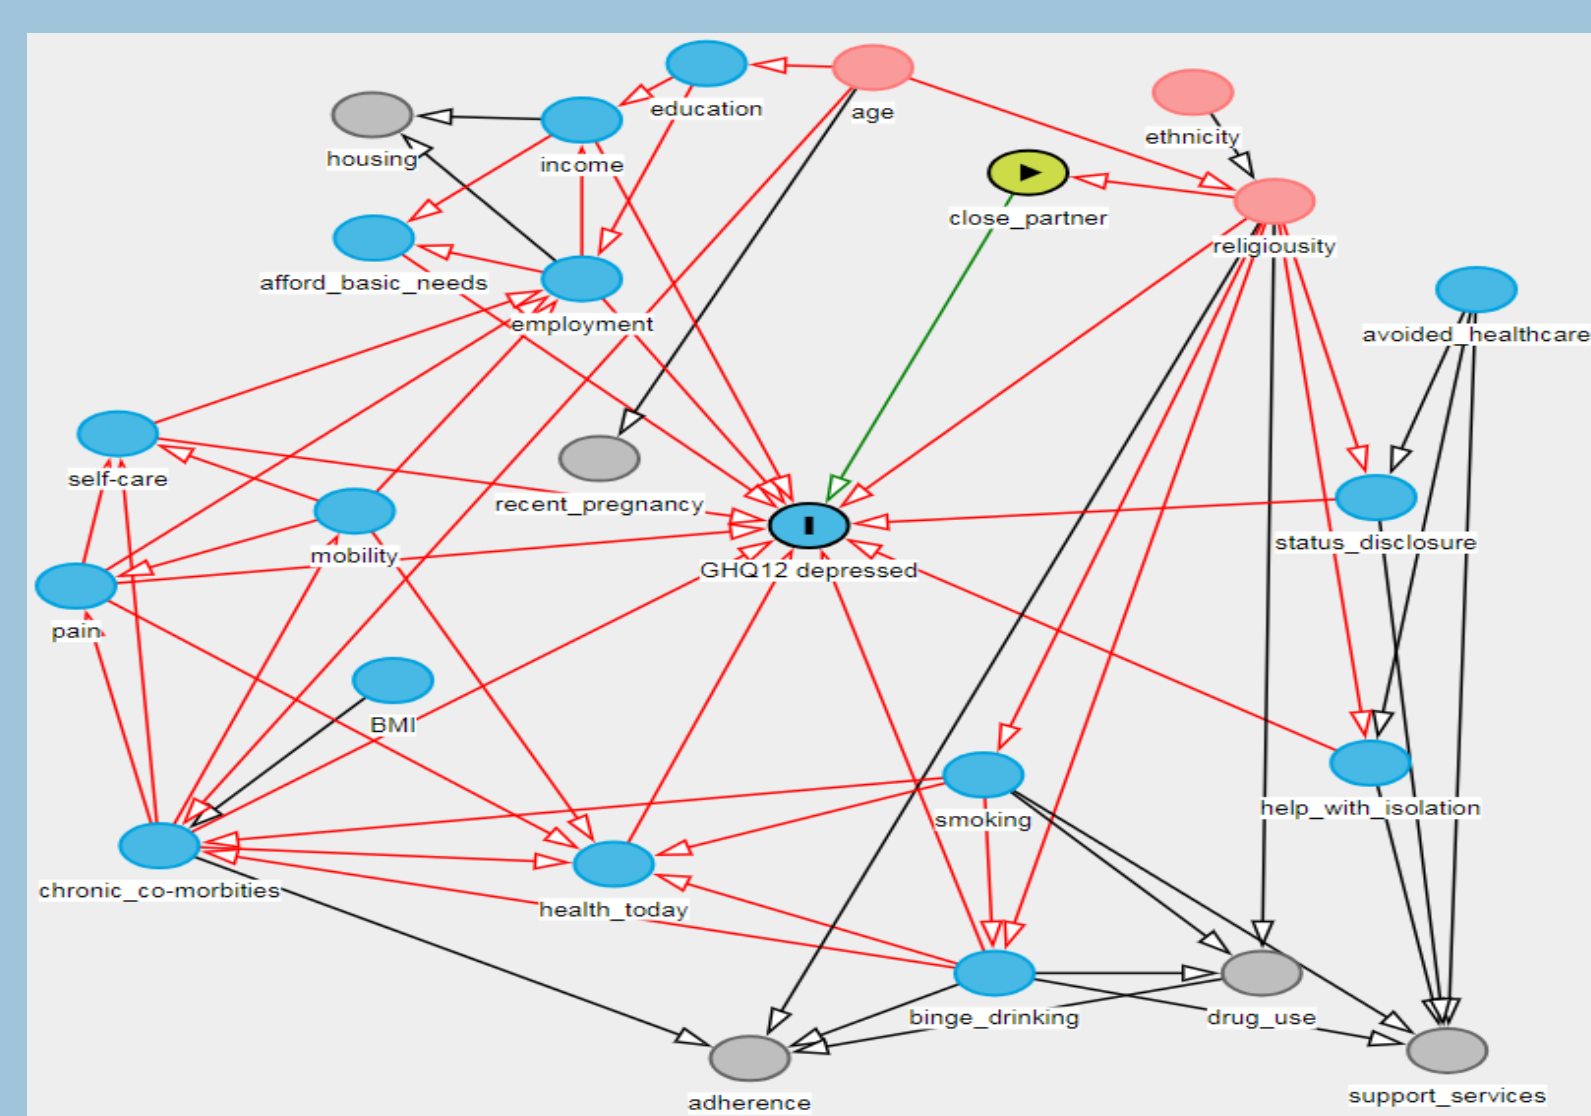 education
age
ethnicity
housing
income
close_partner
religiousity
afford_basic_needs
employment
avoided_healthcare
self-care
recent_pregnancy
mobility
GHQ12 depressed
status_disclosure
pain
BMI
help_with_isolation
smoking
chronic_co-morbities
health_today
binge_drinking
drug_use
adherence
support_services